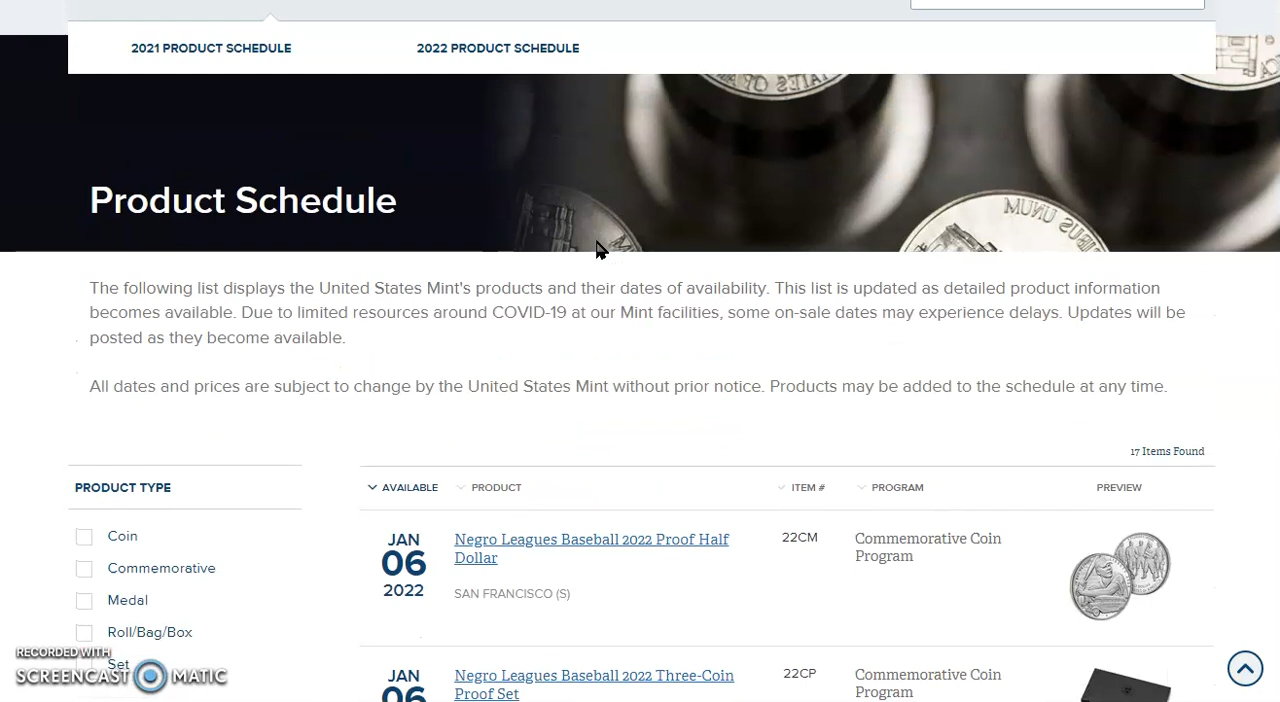 2021 PRODUCT SCHEDULE
2022 PRODUCT SCHEDULE
Product Schedule
The following list displays the United States Mint's products and their dates of availability. This list is updated as detailed product information
becomes available. Due to limited resources around COVID-19 at our Mint facilities, some on-sale dates may experience delays. Updates will be
posted as they become available.
All dates and prices are subject to change by the United States Mint without prior notice. Products may be added to the schedule at any time.
17 Items Found
PRODUCT TYPE
Coin
Commemorative
Medal
Roll/Bag/Box
Set
AVAILABLE
PRODUCT
ITEM #
PROGRAM
PREVIEW
JAN
06
2022
Negro Leagues Baseball 2022 Proof Half
Dollar
SAN FRANCISCO (S)
22CM
Commemorative Coin
Program
JAN
06
Negro Leagues Baseball 2022 Three-Coin
Proof Set
22CP
Commemorative Coin
Program
RECORDED WITH
SCREENCAST MATIC